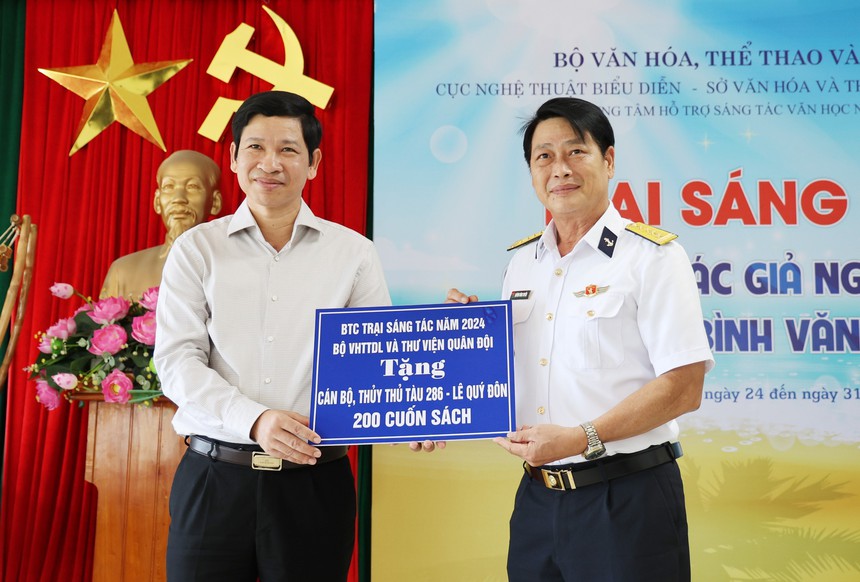 BỘ VĂN HÓA, THỂ THAO VÀ
CỤC NGHỆ THUẬT BIỂU DIỄN - SỞ VĂN HÓA VÀ TH
TÂM HỖ TRỢ SÁNG TÁC VĂN HỌC N
SÁNG
GIẢ NG
BÌNH VĂN
ngày 24 đến ngày 31
BTC TRẠI SÁNG TÁC NĂM 2024
BỘ VHTTDL VÀ THƯ VIỆN QUÂN ĐỘI
Tặng
CÁN BỘ, THỦY THỦ TÀU 286 - LÊ QUÝ ĐÔN
200 CUỐN SÁCH